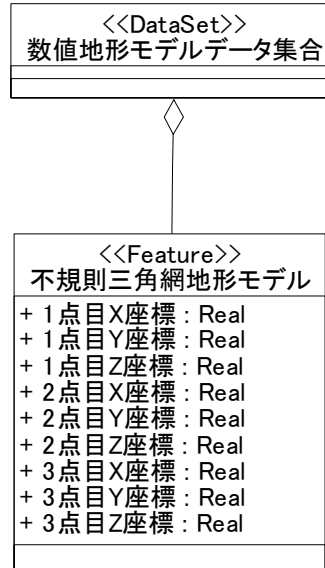 <<DataSet>>
数値地形モデルデータ集合
<<Feature>>
不規則三角網地形モデル
+ 1点目X座標 : Real
+ 1点目Y座標 : Real
+ 1点目Z座標 : Real
+ 2点目X座標 : Real
+ 2点目Y座標 : Real
+ 2点目Z座標 : Real
+ 3点目X座標 : Real
+ 3点目Y座標 : Real
+ 3点目Z座標 : Real